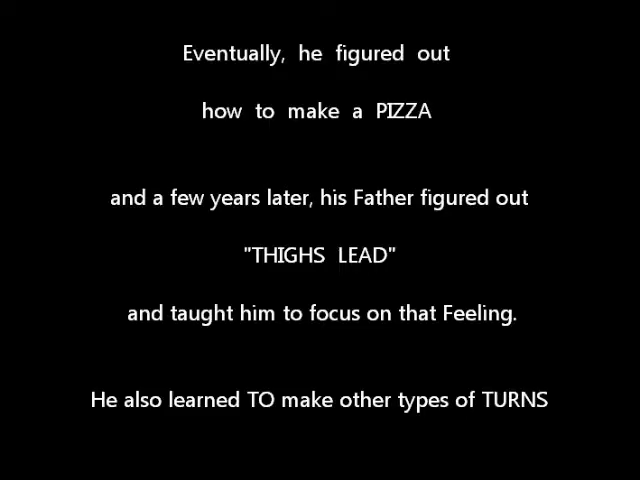 Eventually, he figured out
how to make a PIZZA
and a few years later, his Father figured out
"THIGHS LEAD"
and taught him to focus on that Feeling.
He also learned TO make other types of TURNS